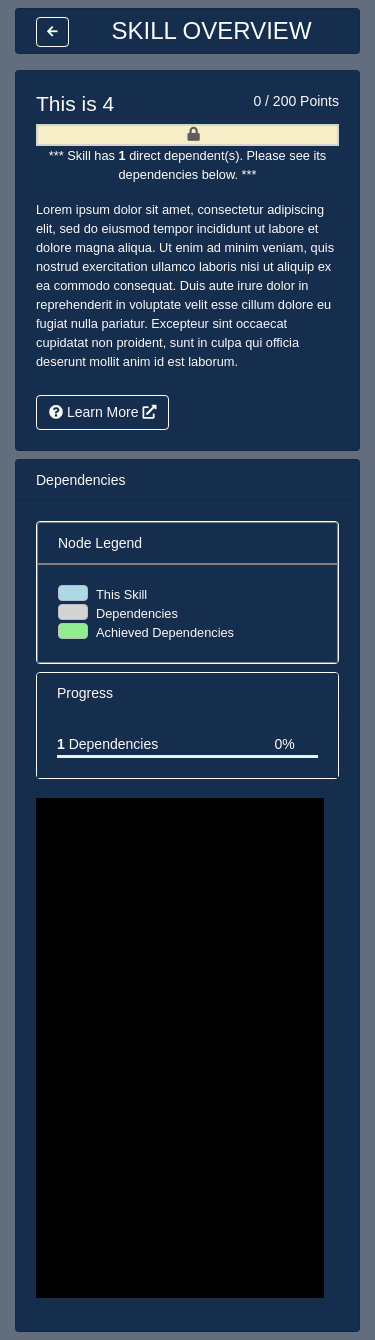 SKILL OVERVIEW
This is 4
0 / 200 Points
*** Skill has 1 direct dependent(s). Please see its
dependencies below. ***
Lorem ipsum dolor sit amet, consectetur adipiscing
elit, sed do eiusmod tempor incididunt ut labore et
dolore magna aliqua. Ut enim ad minim veniam, quis
nostrud exercitation ullamco laboris nisi ut aliquip ex
ea commodo consequat. Duis aute irure dolor in
reprehenderit in voluptate velit esse cillum dolore eu
fugiat nulla pariatur. Excepteur sint occaecat
cupidatat non proident, sunt in culpa qui officia
deserunt mollit anim id est laborum.
Learn More
Dependencies
Node Legend
This Skill
Dependencies
Achieved Dependencies
Progress
1 Dependencies
0%